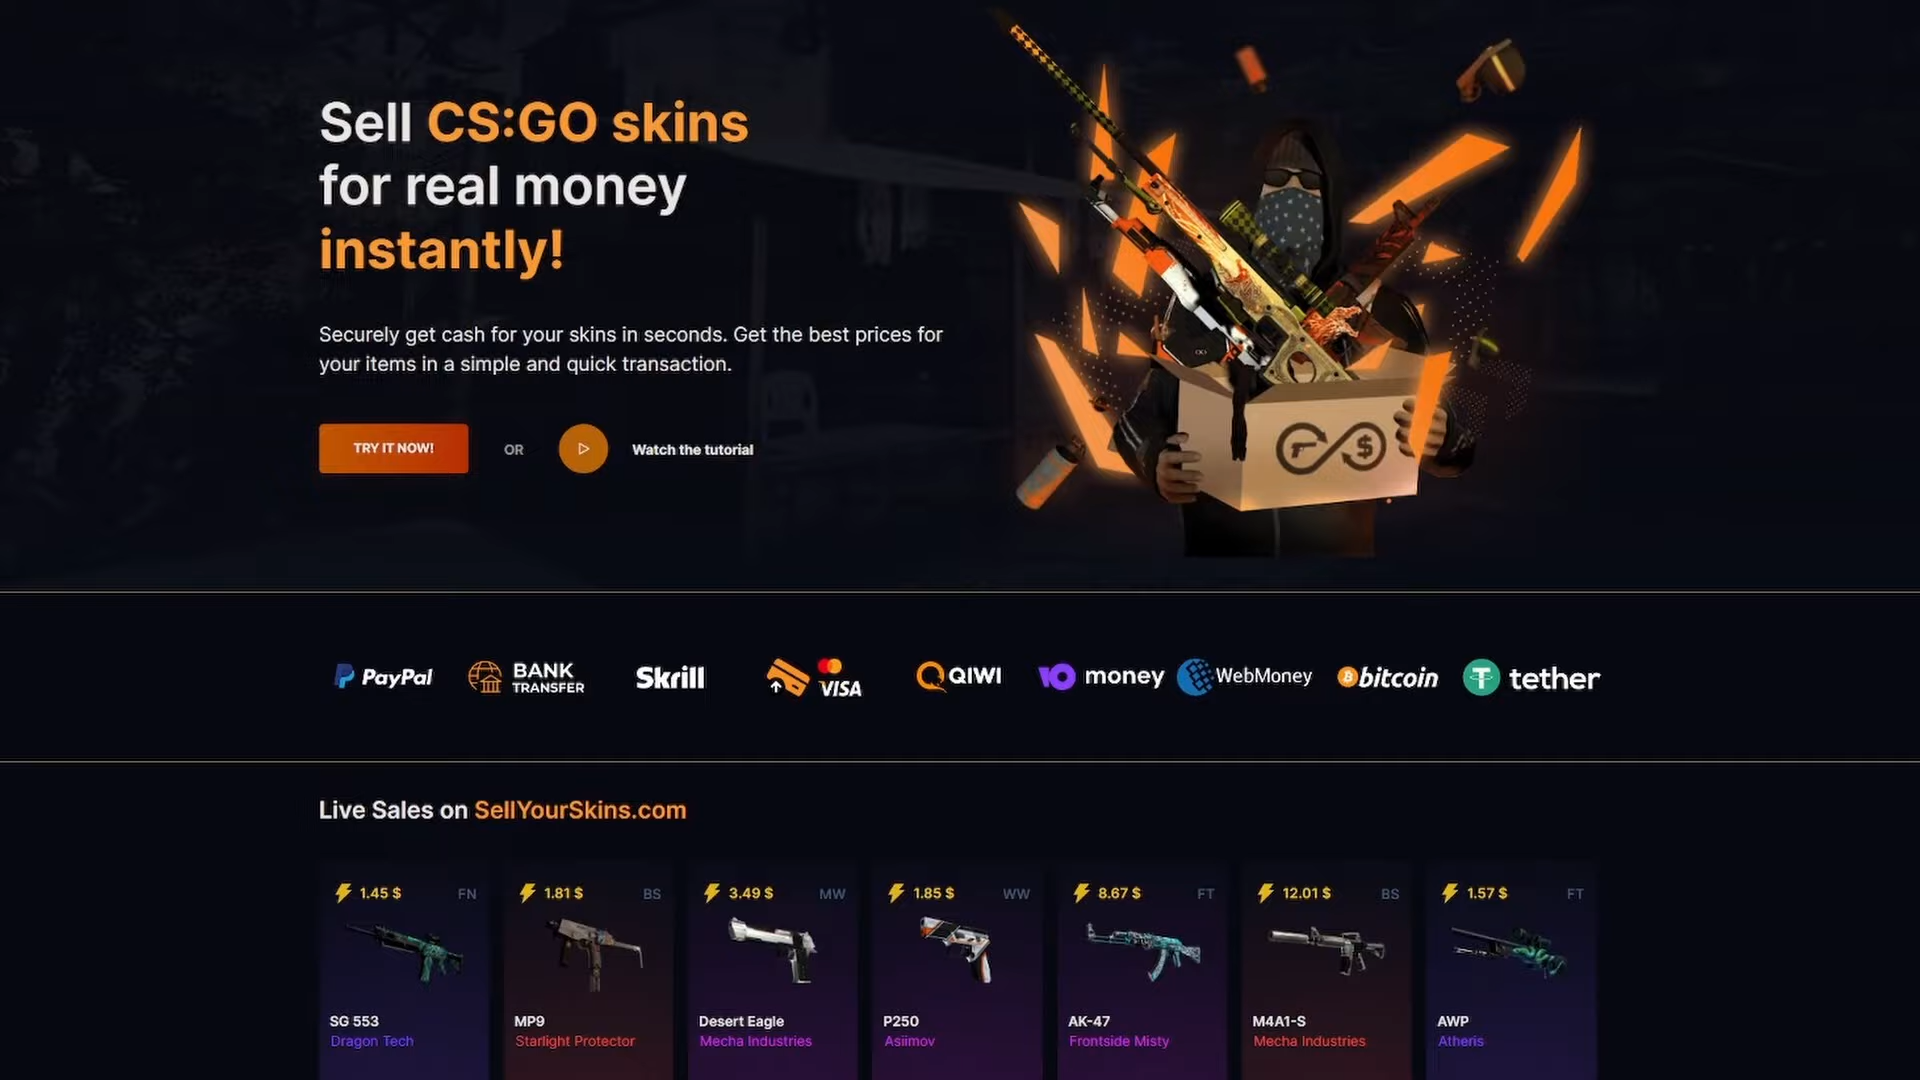 Sell CS:GO skins
for real money
instantly!
Securely get cash for your skins in seconds. Get the best prices for
your items in a simple and quick transaction.
TRY IT NOW! OR Watch the tutorial
PayPal BANK TRANSFER Skrill VISA QIWI money WebMoney bitcoin tether
Live Sales on SellYourSkins.com
1.45 $ FN 1.81 $ BS 3.49 $ MW 1.85 $ WW 8.67 $ FT 12.01 $ BS 1.57 $ FT
SG 553 MP9 Desert Eagle P250 AK-47 M4A1-S AWP
Dragon Tech Starlight Protector Mecha Industries Asiimov Frontside Misty Mecha Industries Atheris